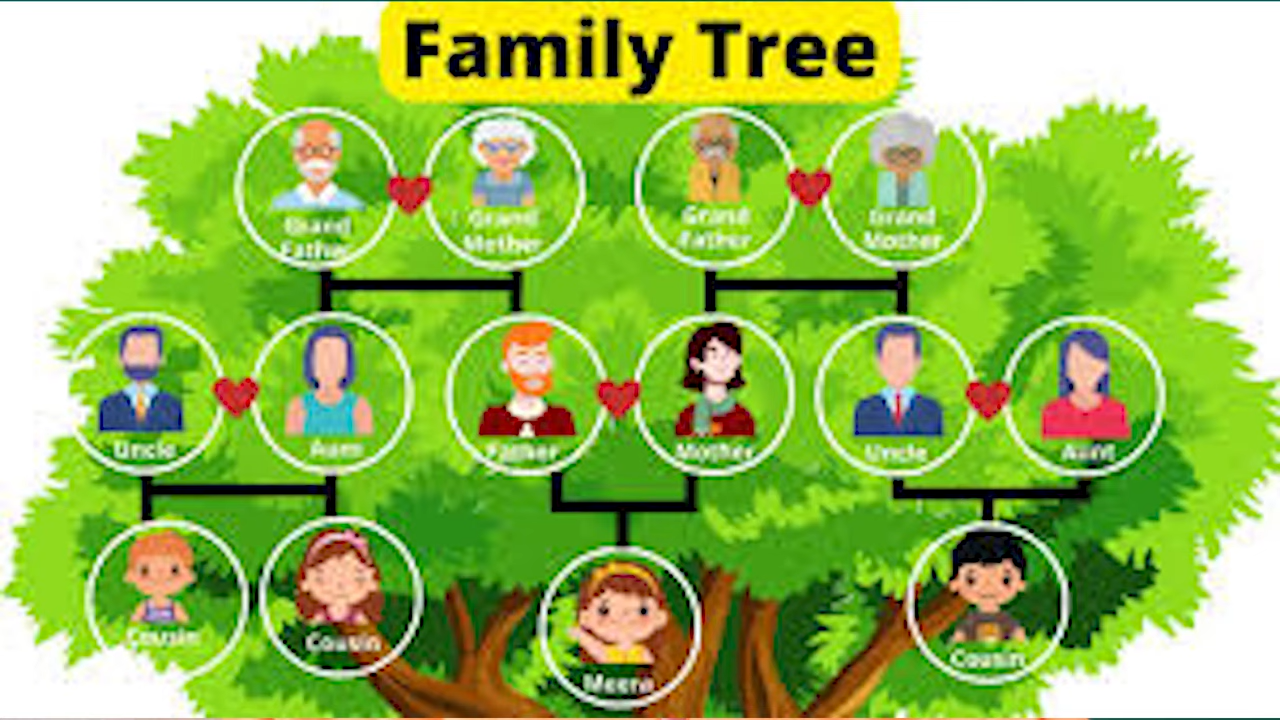 Family Tree
Grand
Father
Grand
Mother
Grand
Father
Grand
Mother
Uncle
Aunt
Father
Mother
Uncle
Aunt
Cousin
Cousin
Meera
Cousin